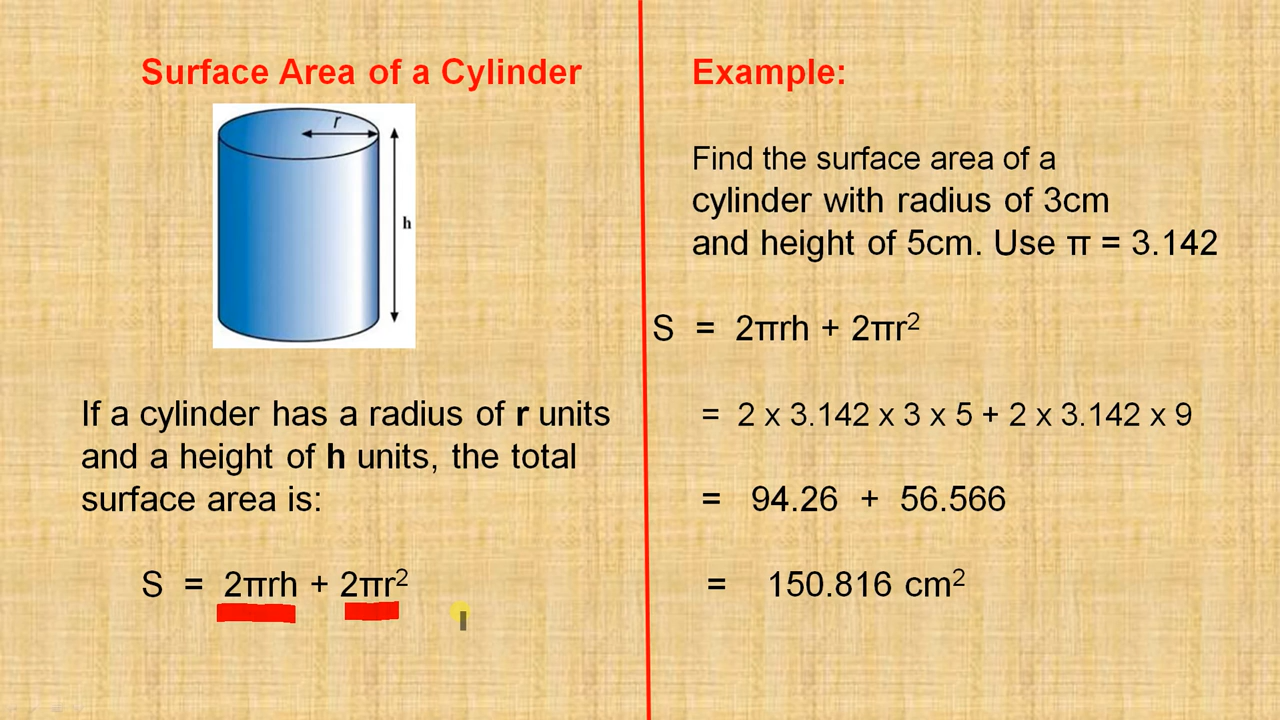 Surface Area of a Cylinder
r
h
If a cylinder has a radius of r units
and a height of h units, the total
surface area is:
S = 2πrh + 2πr²
Example:
Find the surface area of a
cylinder with radius of 3cm
and height of 5cm. Use π = 3.142
S = 2πrh + 2πr²
= 2 x 3.142 x 3 x 5 + 2 x 3.142 x 9
= 94.26 + 56.566
= 150.816 cm²